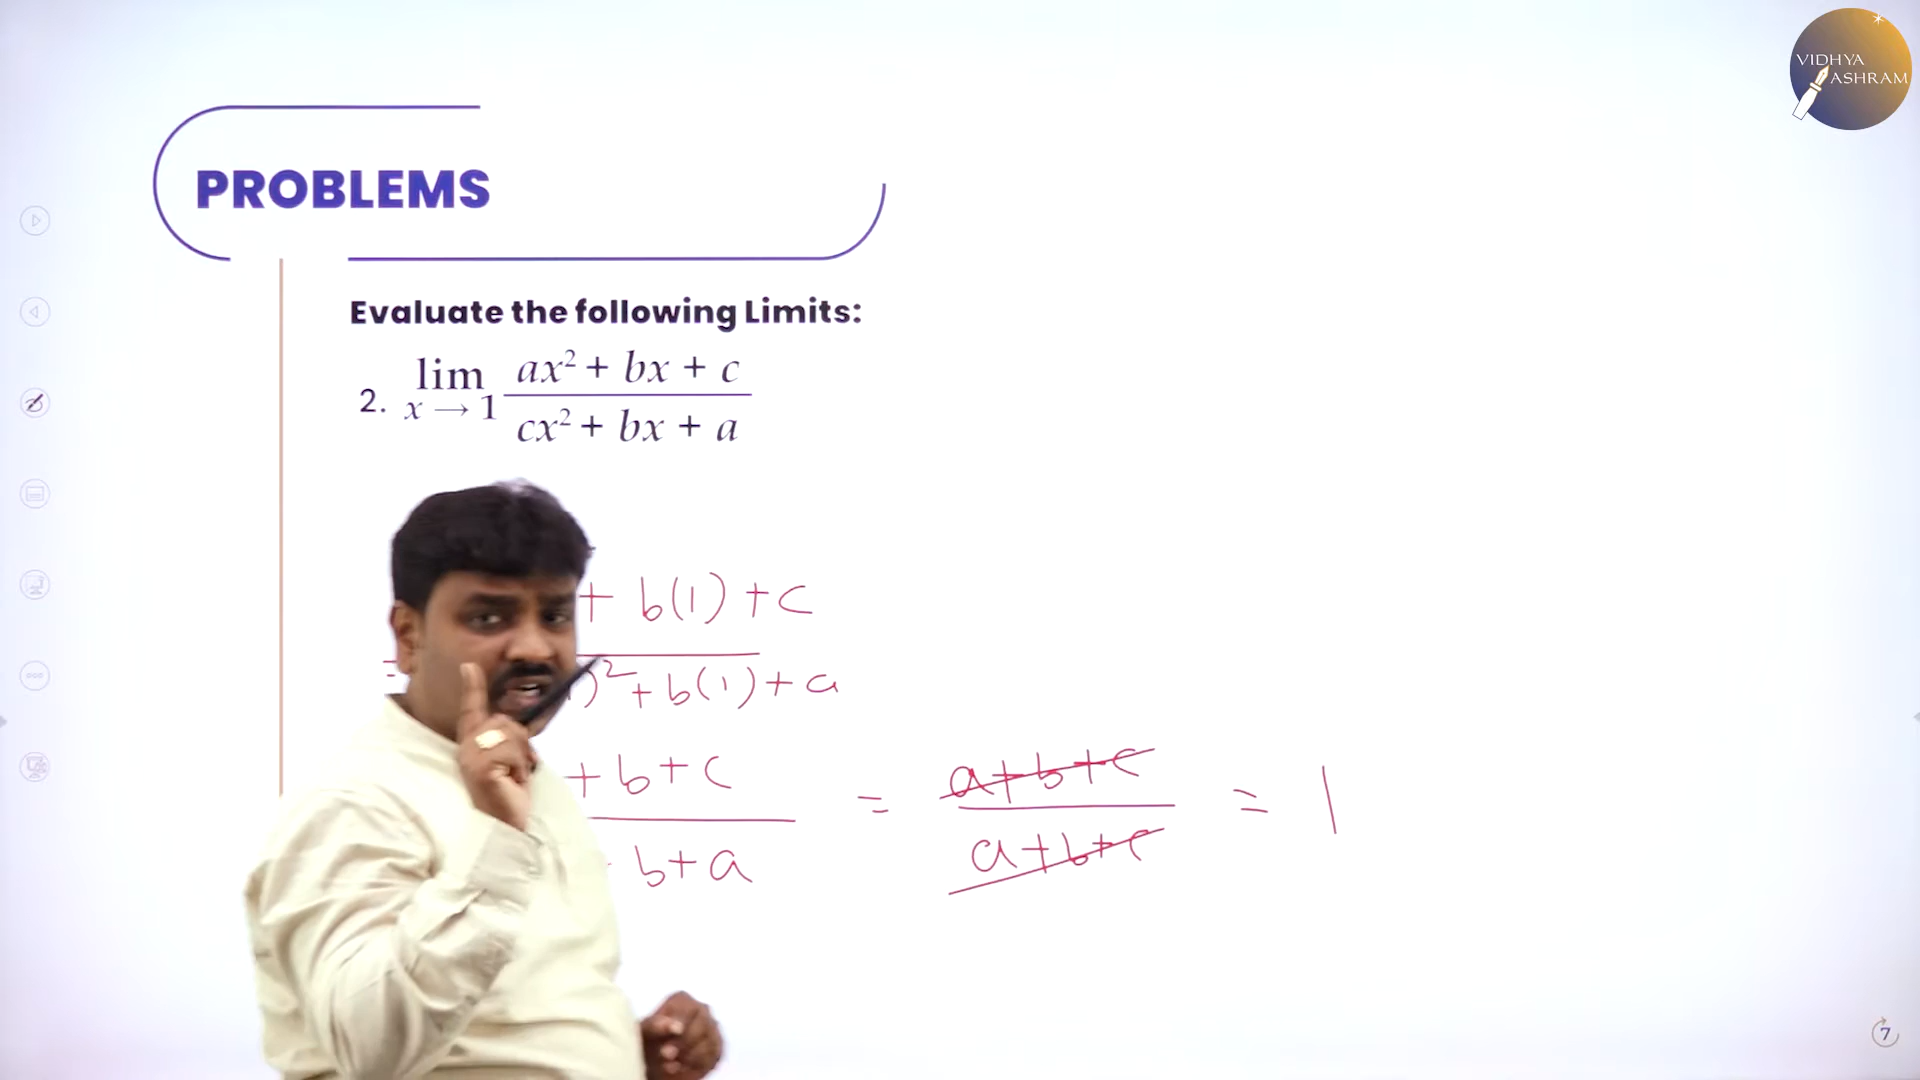 VIDHYA
ASHRAM
PROBLEMS
Evaluate the following Limits:
2. lim x → 1 ax² + bx + c / cx² + bx + a
+ b(1) + c
)² + b(1) + a
+ b + c
b + a
= a + b + c / a + b + c = 1
7